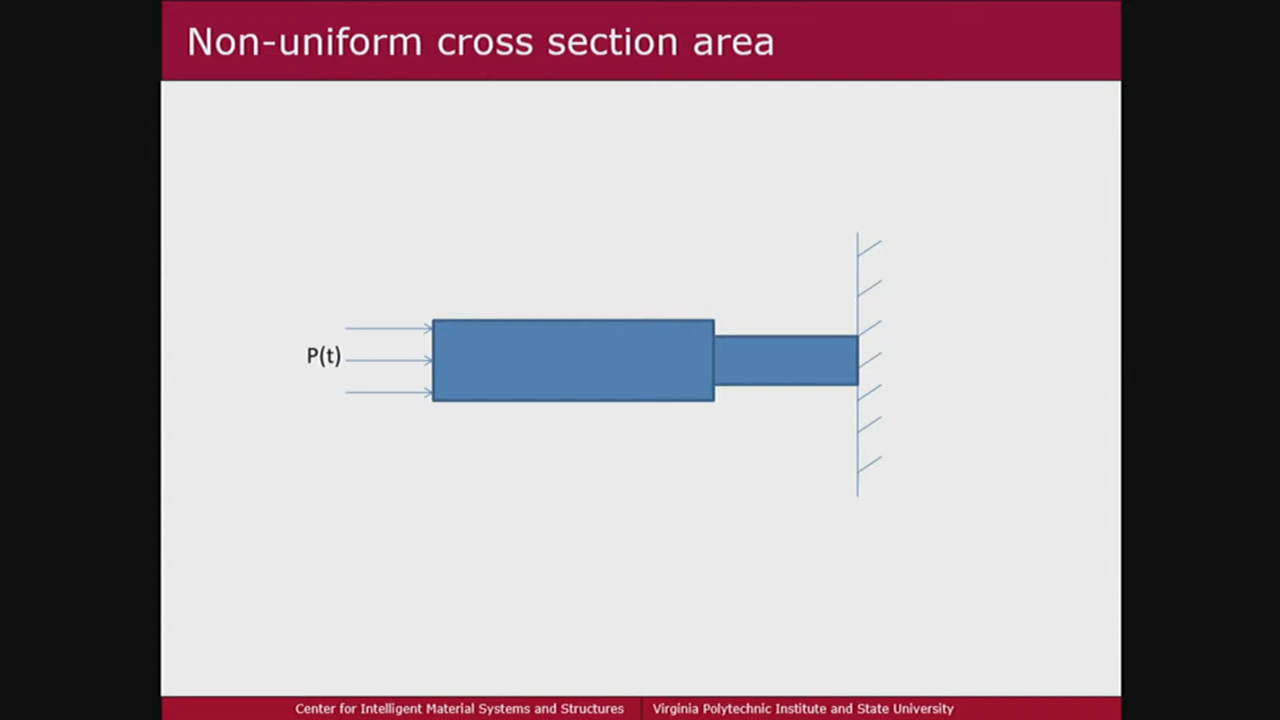 Non-uniform cross section area
P(t)
Center for Intelligent Material Systems and Structures
Virginia Polytechnic Institute and State University